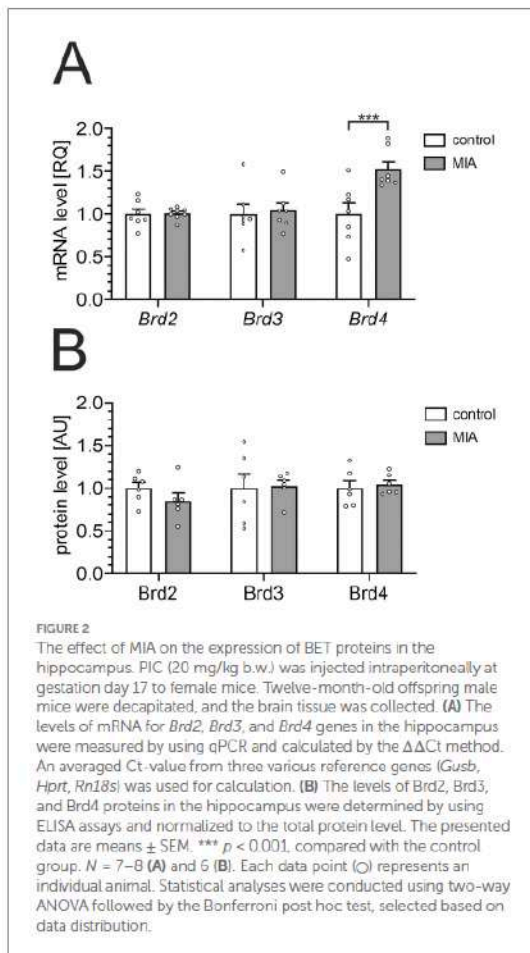 A
mRNA level [RQ]
2.0
1.5
1.0
0.5
0.0
***
control
MIA
Brd2 Brd3 Brd4
B
protein level [AU]
2.0
1.5
1.0
0.5
0.0
control
MIA
Brd2 Brd3 Brd4
FIGURE 2
The effect of MIA on the expression of BET proteins in the
hippocampus. PIC (20 mg/kg b.w.) was injected intraperitoneally at
gestation day 17 to female mice. Twelve-month-old offspring male
mice were decapitated, and the brain tissue was collected. (A) The
levels of mRNA for Brd2, Brd3, and Brd4 genes in the hippocampus
were measured by using qPCR and calculated by the ΔΔCt method.
An averaged Ct-value from three various reference genes (Gusb,
Hprt, Rn18s) was used for calculation. (B) The levels of Brd2, Brd3,
and Brd4 proteins in the hippocampus were determined by using
ELISA assays and normalized to the total protein level. The presented
data are means ± SEM. *** p < 0.001, compared with the control
group. N = 7–8 (A) and 6 (B). Each data point (○) represents an
individual animal. Statistical analyses were conducted using two-way
ANOVA followed by the Bonferroni post hoc test, selected based on
data distribution.